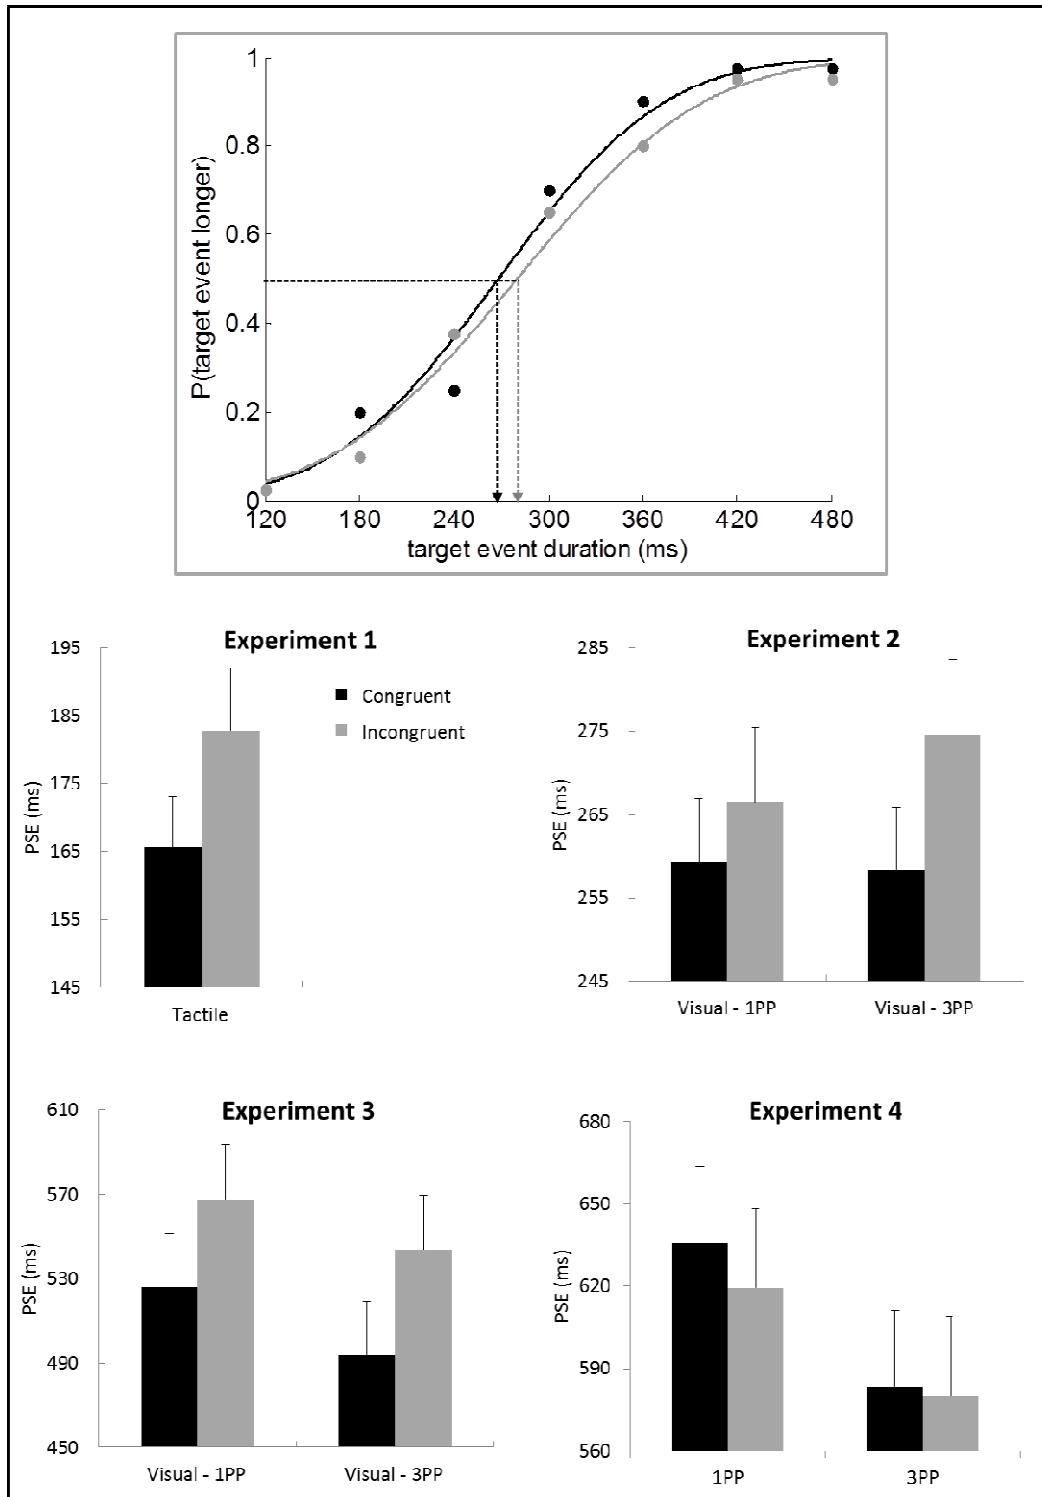 1
0.8
0.6
0.4
0.2
0
P(target event longer)
120 180 240 300 360 420 480
target event duration (ms)
Experiment 1
195
185
175
165
155
145
PSE (ms)
Congruent
Incongruent
Tactile
Experiment 2
285
275
265
255
245
PSE (ms)
Visual - 1PP Visual - 3PP
Experiment 3
610
570
530
490
450
PSE (ms)
Visual - 1PP Visual - 3PP
Experiment 4
680
650
620
590
560
PSE (ms)
1PP 3PP